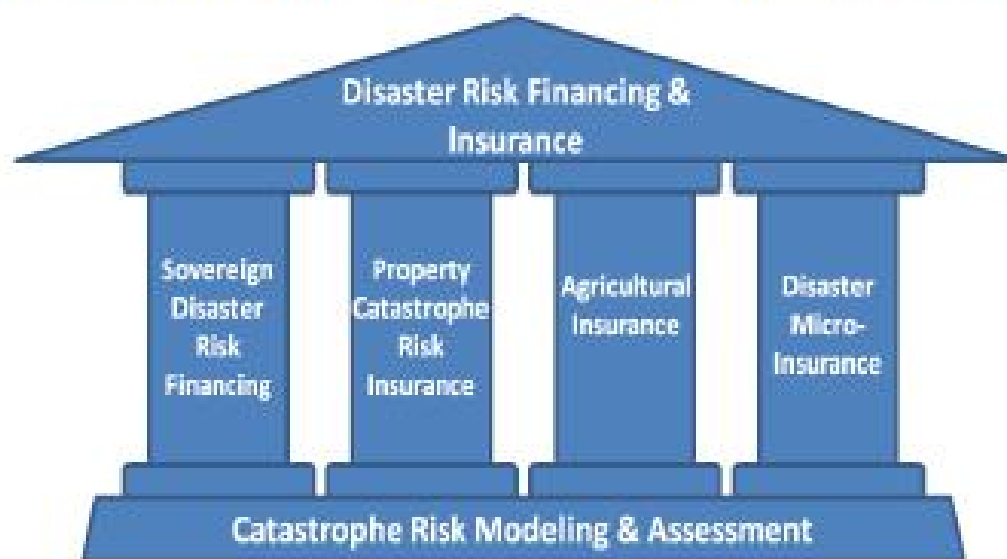 Disaster Risk Financing &
Insurance
Sovereign
Disaster
Risk
Financing
Property
Catastrophe
Risk
Insurance
Agricultural
Insurance
Disaster
Micro-
Insurance
Catastrophe Risk Modeling & Assessment